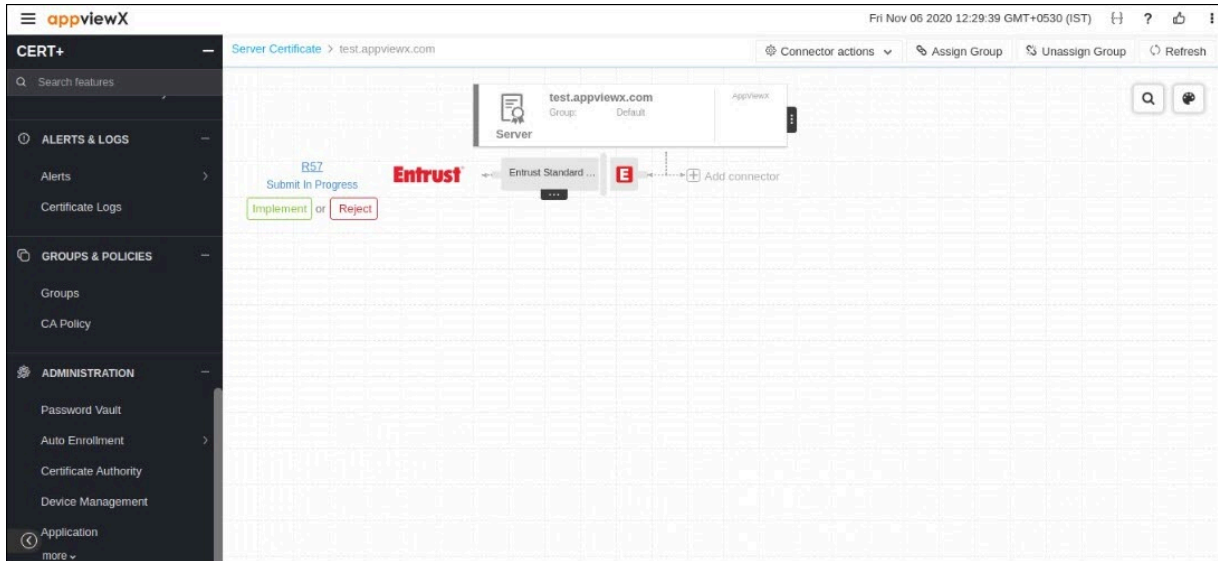 appviewX
Fri Nov 06 2020 12:29:39 GMT+0530 (IST)
?
CERT+
Server Certificate > test.appviewx.com
Connector actions
Assign Group
Unassign Group
Refresh
Search features
test.appviewx.com
Group: Default
AppViewX
Server
ALERTS & LOGS
Alerts
Certificate Logs
R57
Submit In Progress
Implement or Reject
Entrust
Entrust Standard ...
E
Add connector
GROUPS & POLICIES
Groups
CA Policy
ADMINISTRATION
Password Vault
Auto Enrollment
Certificate Authority
Device Management
Application
more